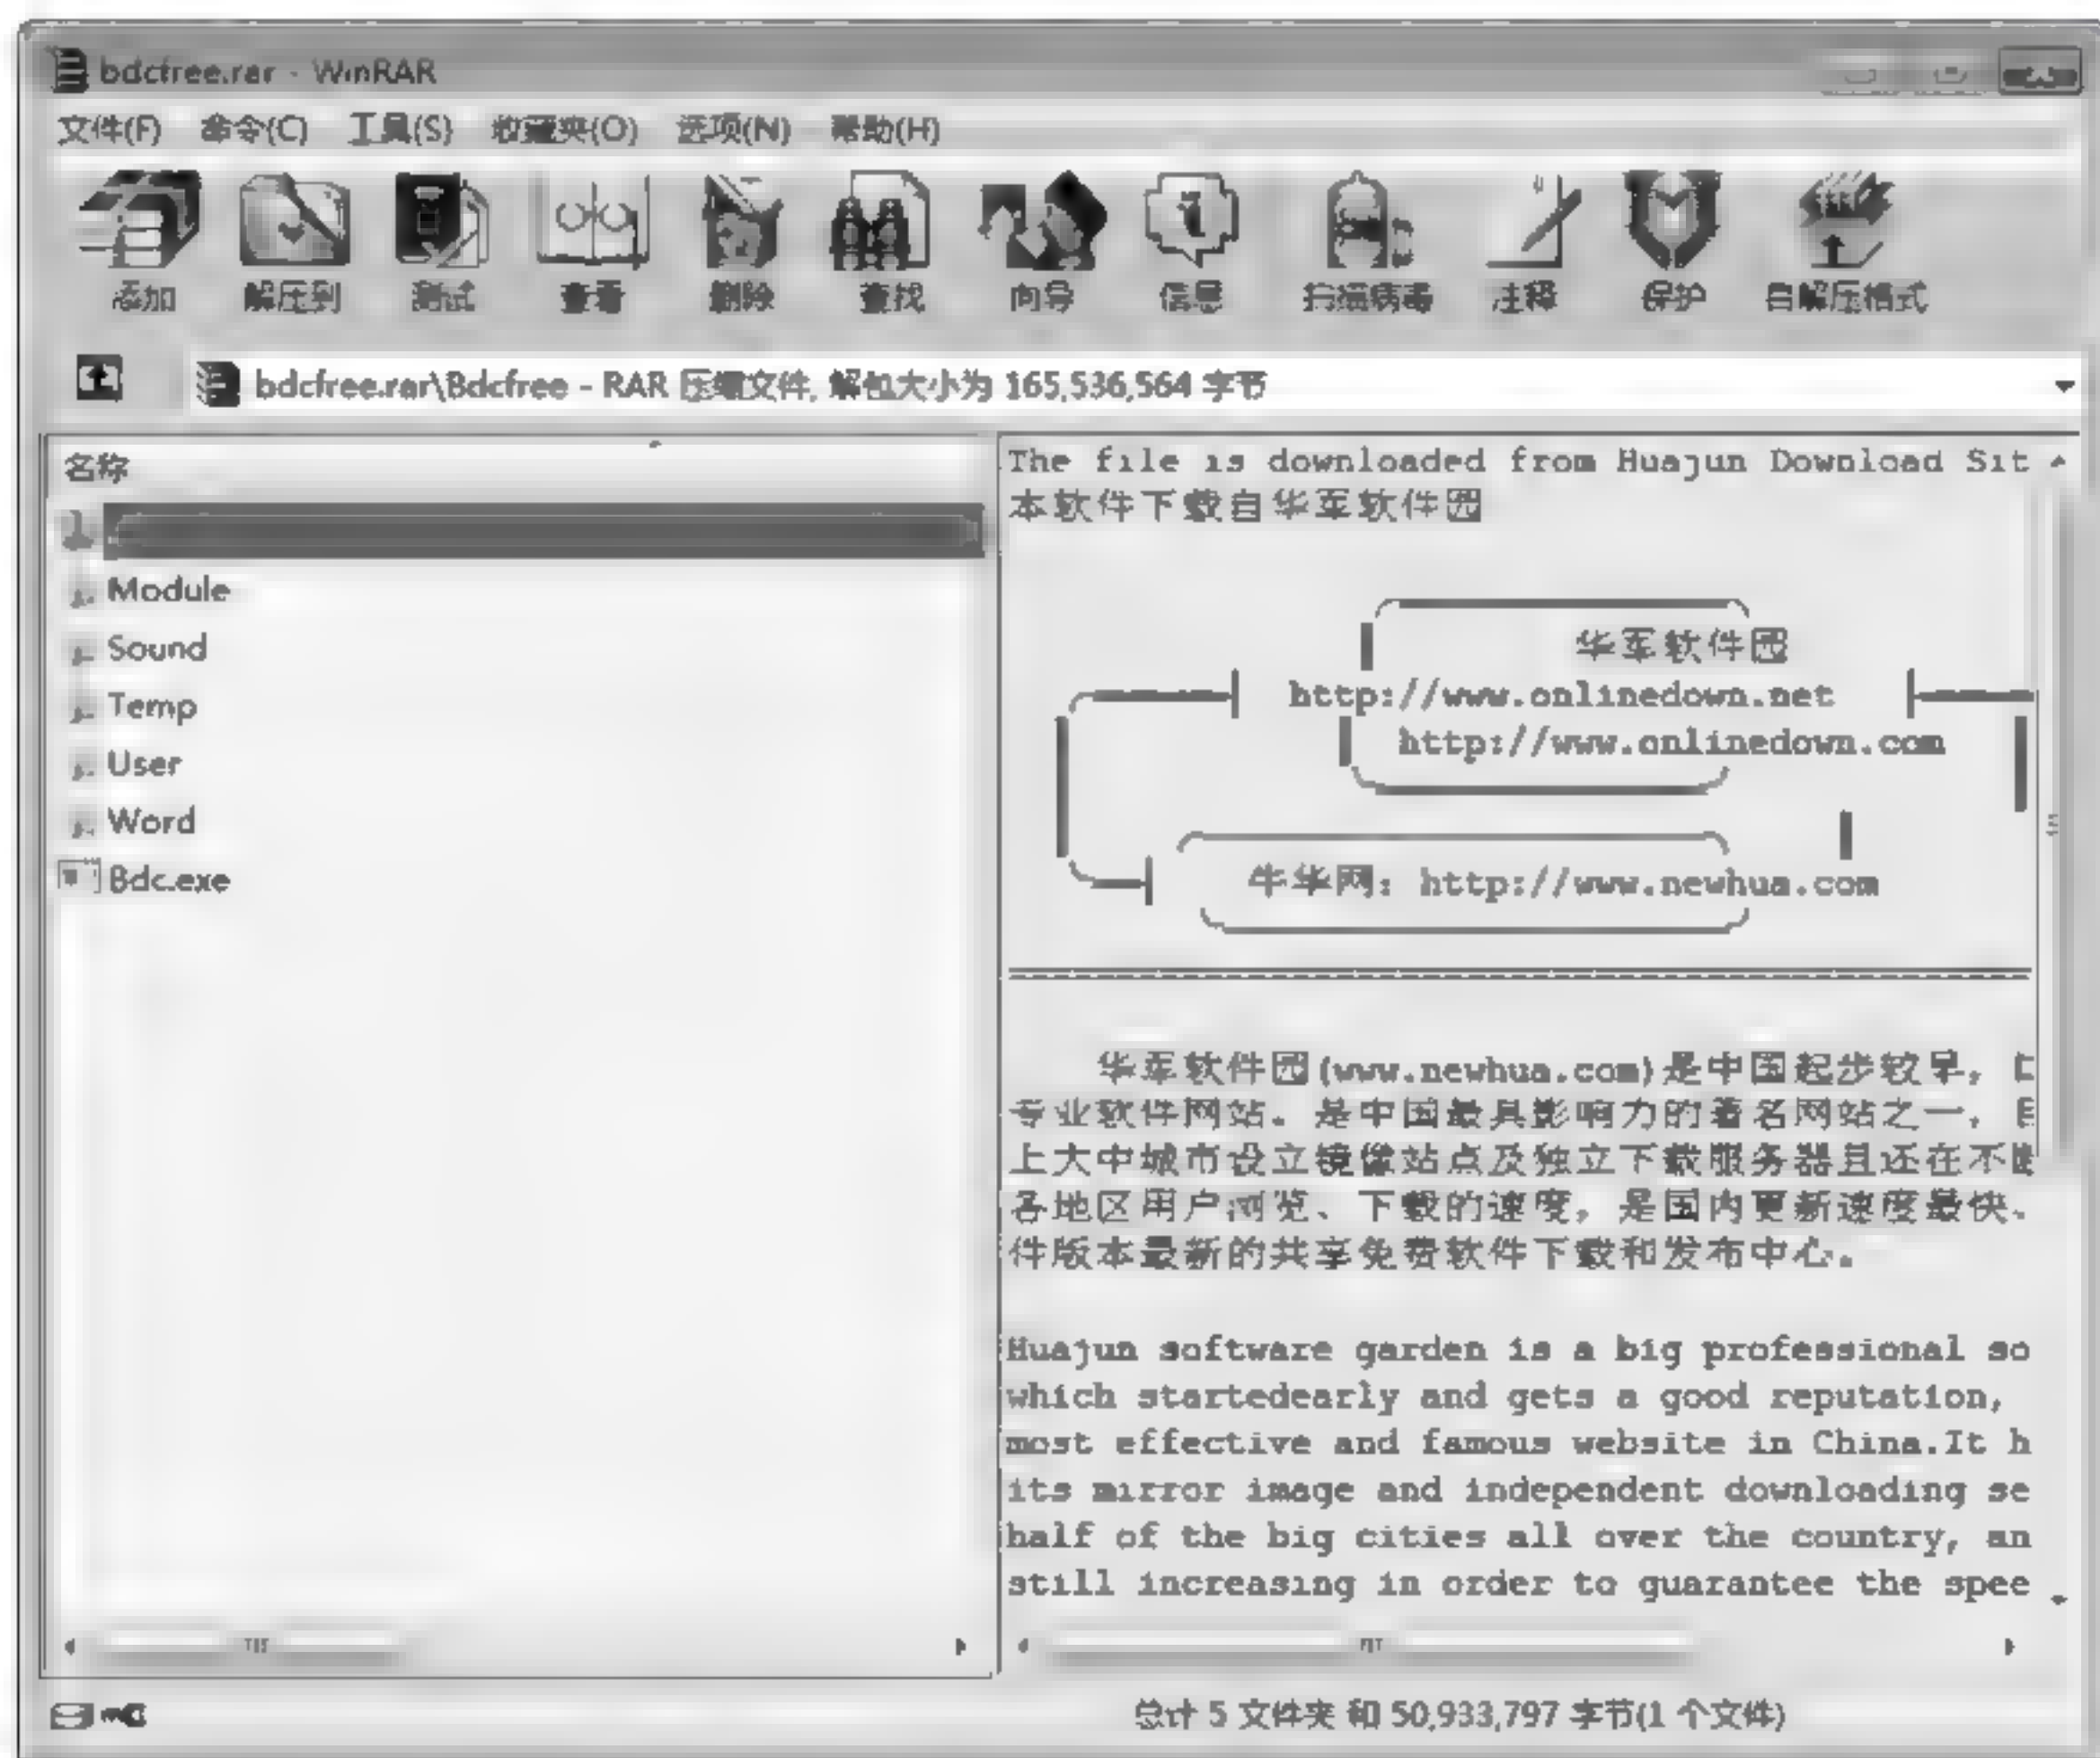 bdcfree.rar - WinRAR
文件(F) 命令(C) 工具(S) 收藏夹(O) 选项(N) 帮助(H)
添加 解压到 测试 查看 删除 查找 向导 信息 扫描病毒 注释 保护 自解压格式
bdcfree.rar\Bdcfree - RAR 压缩文件, 解包大小为 165,536,564 字节
名称
Module
Sound
Temp
User
Word
Bdc.exe
The file is downloaded from Huajun Download Sit
本软件下载自华军软件园
华军软件园
http://www.onlinedown.net
http://www.onlinedown.com
牛华网: http://www.newhua.com
华军软件园(www.newhua.com)是中国起步较早,
专业软件网站. 是中国最具影响力的著名网站之一,
上大中城市设立镜像站点及独立下载服务器且还在不
各地区用户浏览、下载的速度, 是国内更新速度最快、
件版本最新的共享免费软件下载和发布中心。
Huajun software garden is a big professional so
which startedearly and gets a good reputation,
most effective and famous website in China.It h
its mirror image and independent downloading se
half of the big cities all over the country, an
still increasing in order to guarantee the spee
总计 5 文件夹 和 50,933,797 字节(1 个文件)